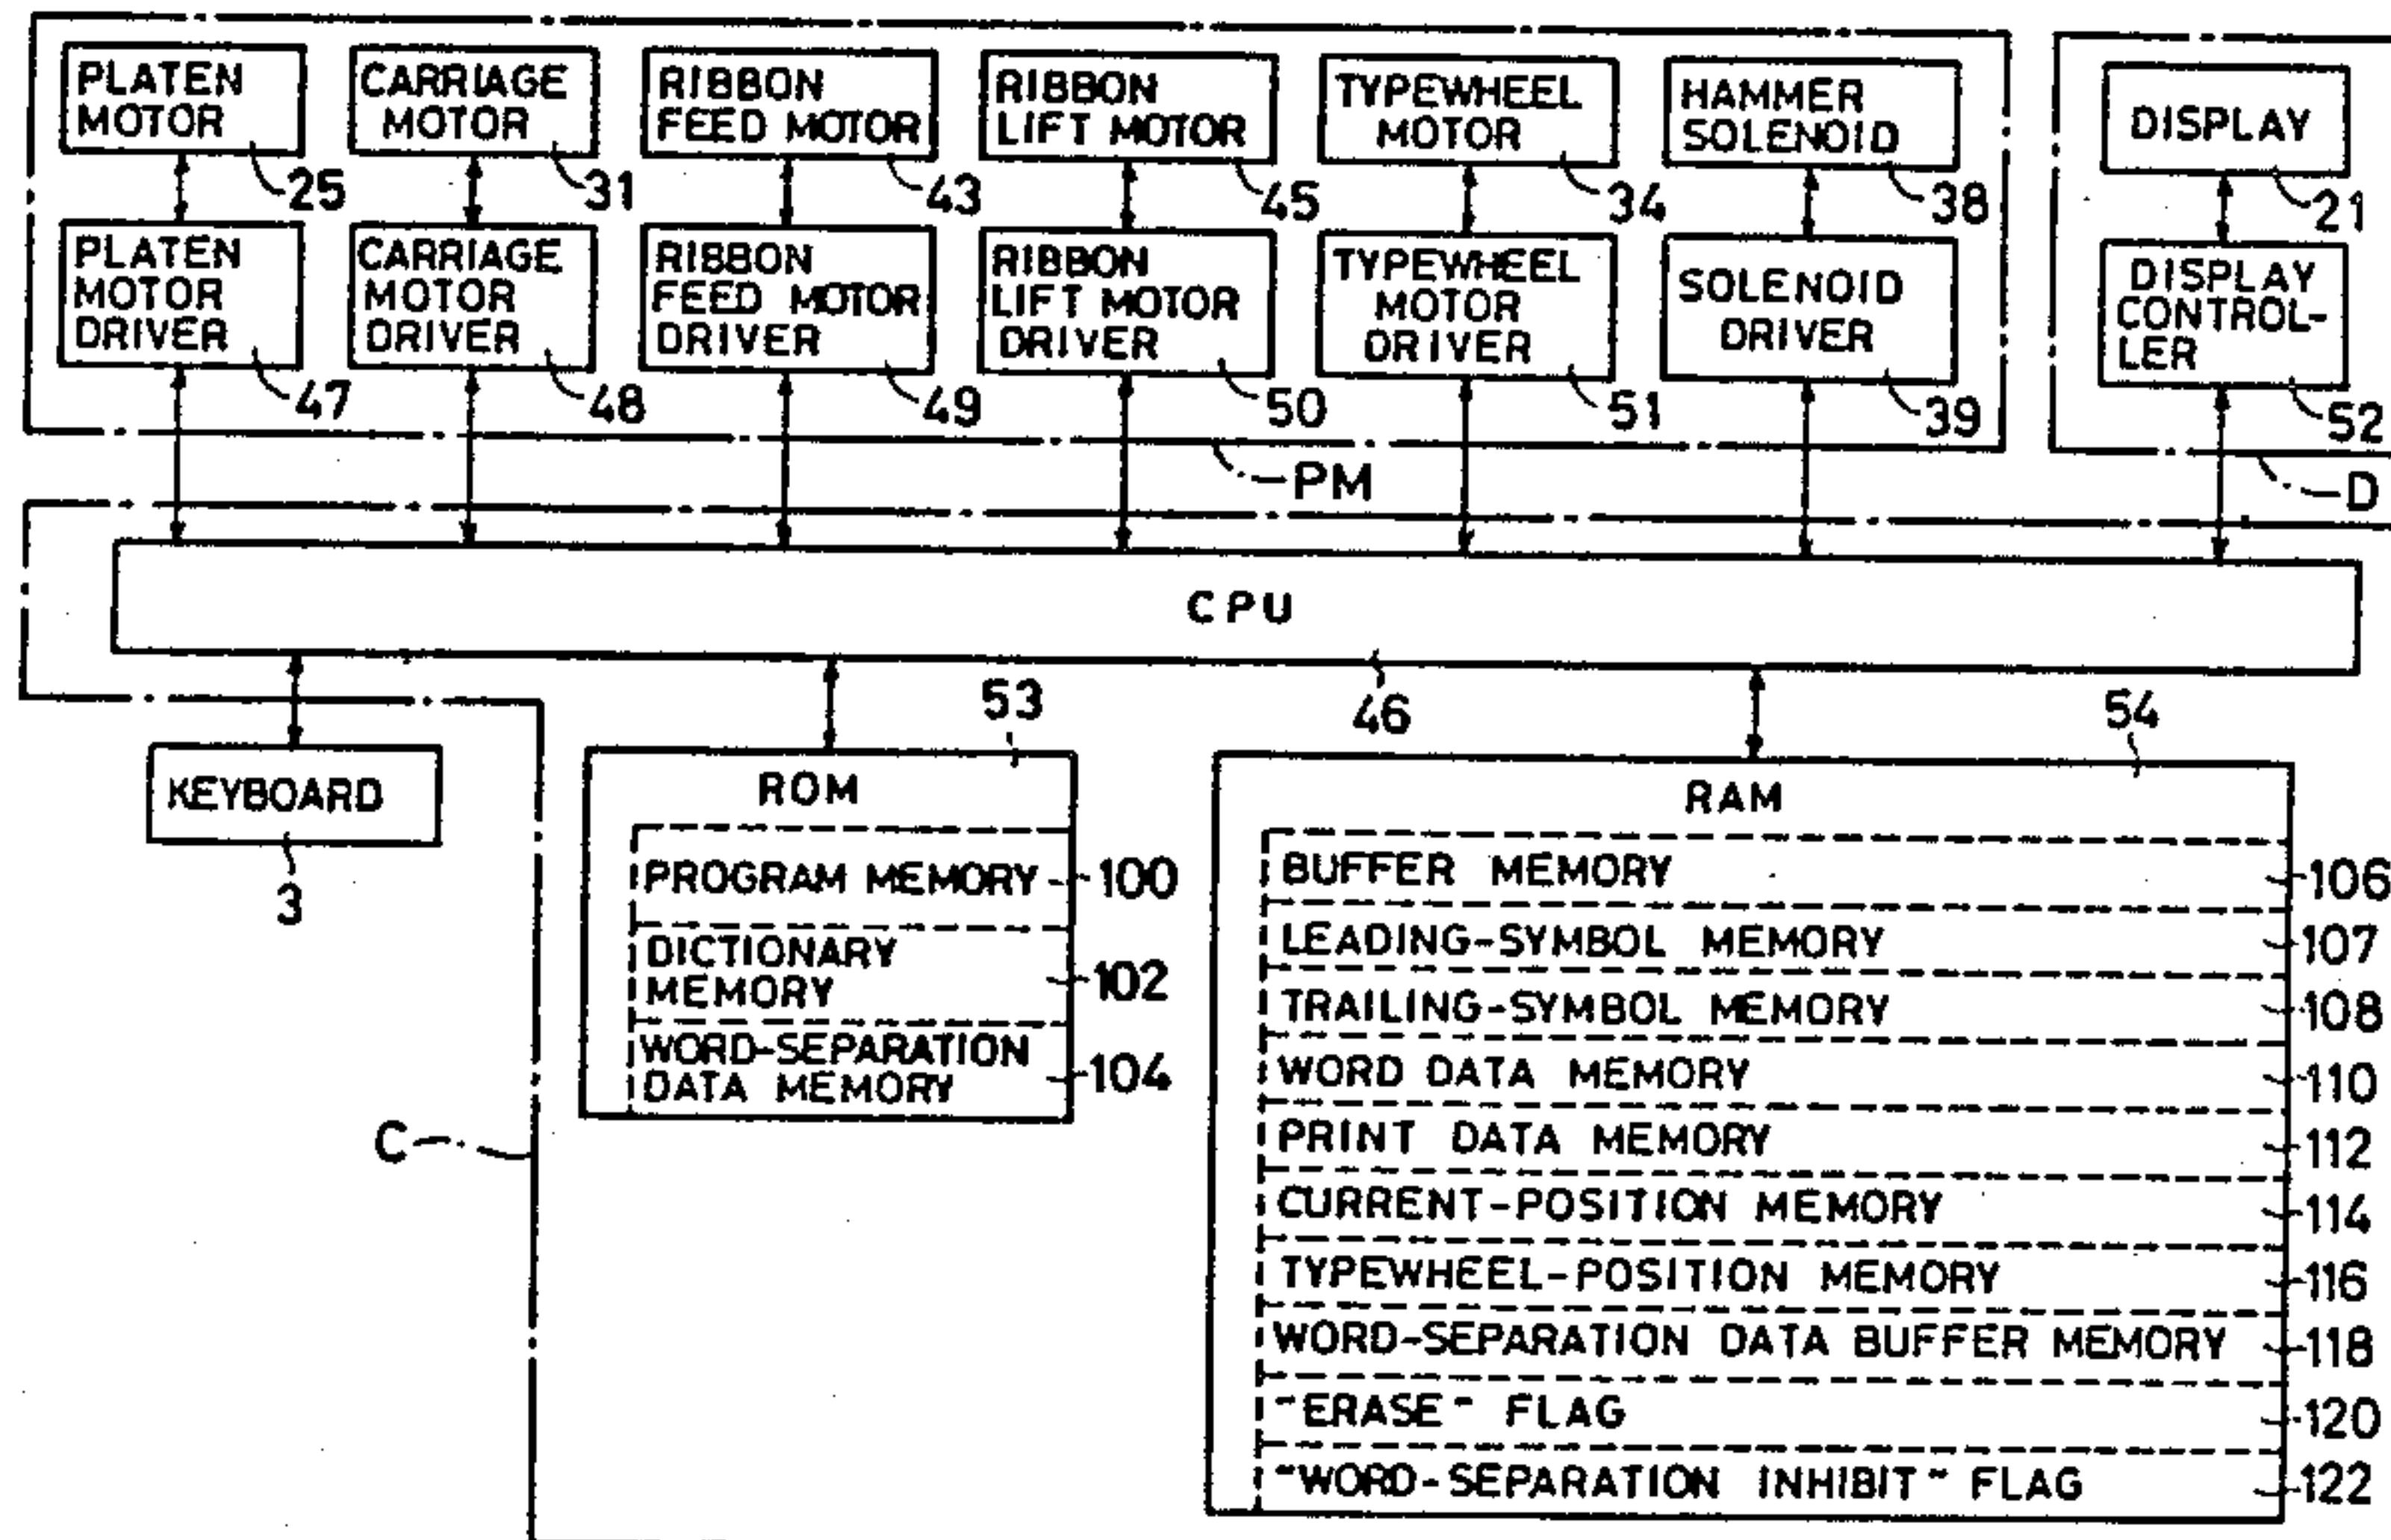 PLATEN
MOTOR
25
CARRIAGE
MOTOR
31
RIBBON
FEED MOTOR
43
RIBBON
LIFT MOTOR
45
TYPEWHEEL
MOTOR
34
HAMMER
SOLENOID
38
DISPLAY
21
PLATEN
MOTOR
DRIVER
47
CARRIAGE
MOTOR
DRIVER
48
RIBBON
FEED MOTOR
DRIVER
49
RIBBON
LIFT MOTOR
DRIVER
50
TYPEWHEEL
MOTOR
DRIVER
51
SOLENOID
DRIVER
39
DISPLAY
CONTROL-
LER
52
PM
D
CPU
46
KEYBOARD
3
C
53
ROM
PROGRAM MEMORY
100
DICTIONARY
MEMORY
102
WORD-SEPARATION
DATA MEMORY
104
54
RAM
BUFFER MEMORY
106
LEADING-SYMBOL MEMORY
107
TRAILING-SYMBOL MEMORY
108
WORD DATA MEMORY
110
PRINT DATA MEMORY
112
CURRENT-POSITION MEMORY
114
TYPEWHEEL-POSITION MEMORY
116
WORD-SEPARATION DATA BUFFER MEMORY
118
"ERASE" FLAG
120
"WORD-SEPARATION INHIBIT" FLAG
122